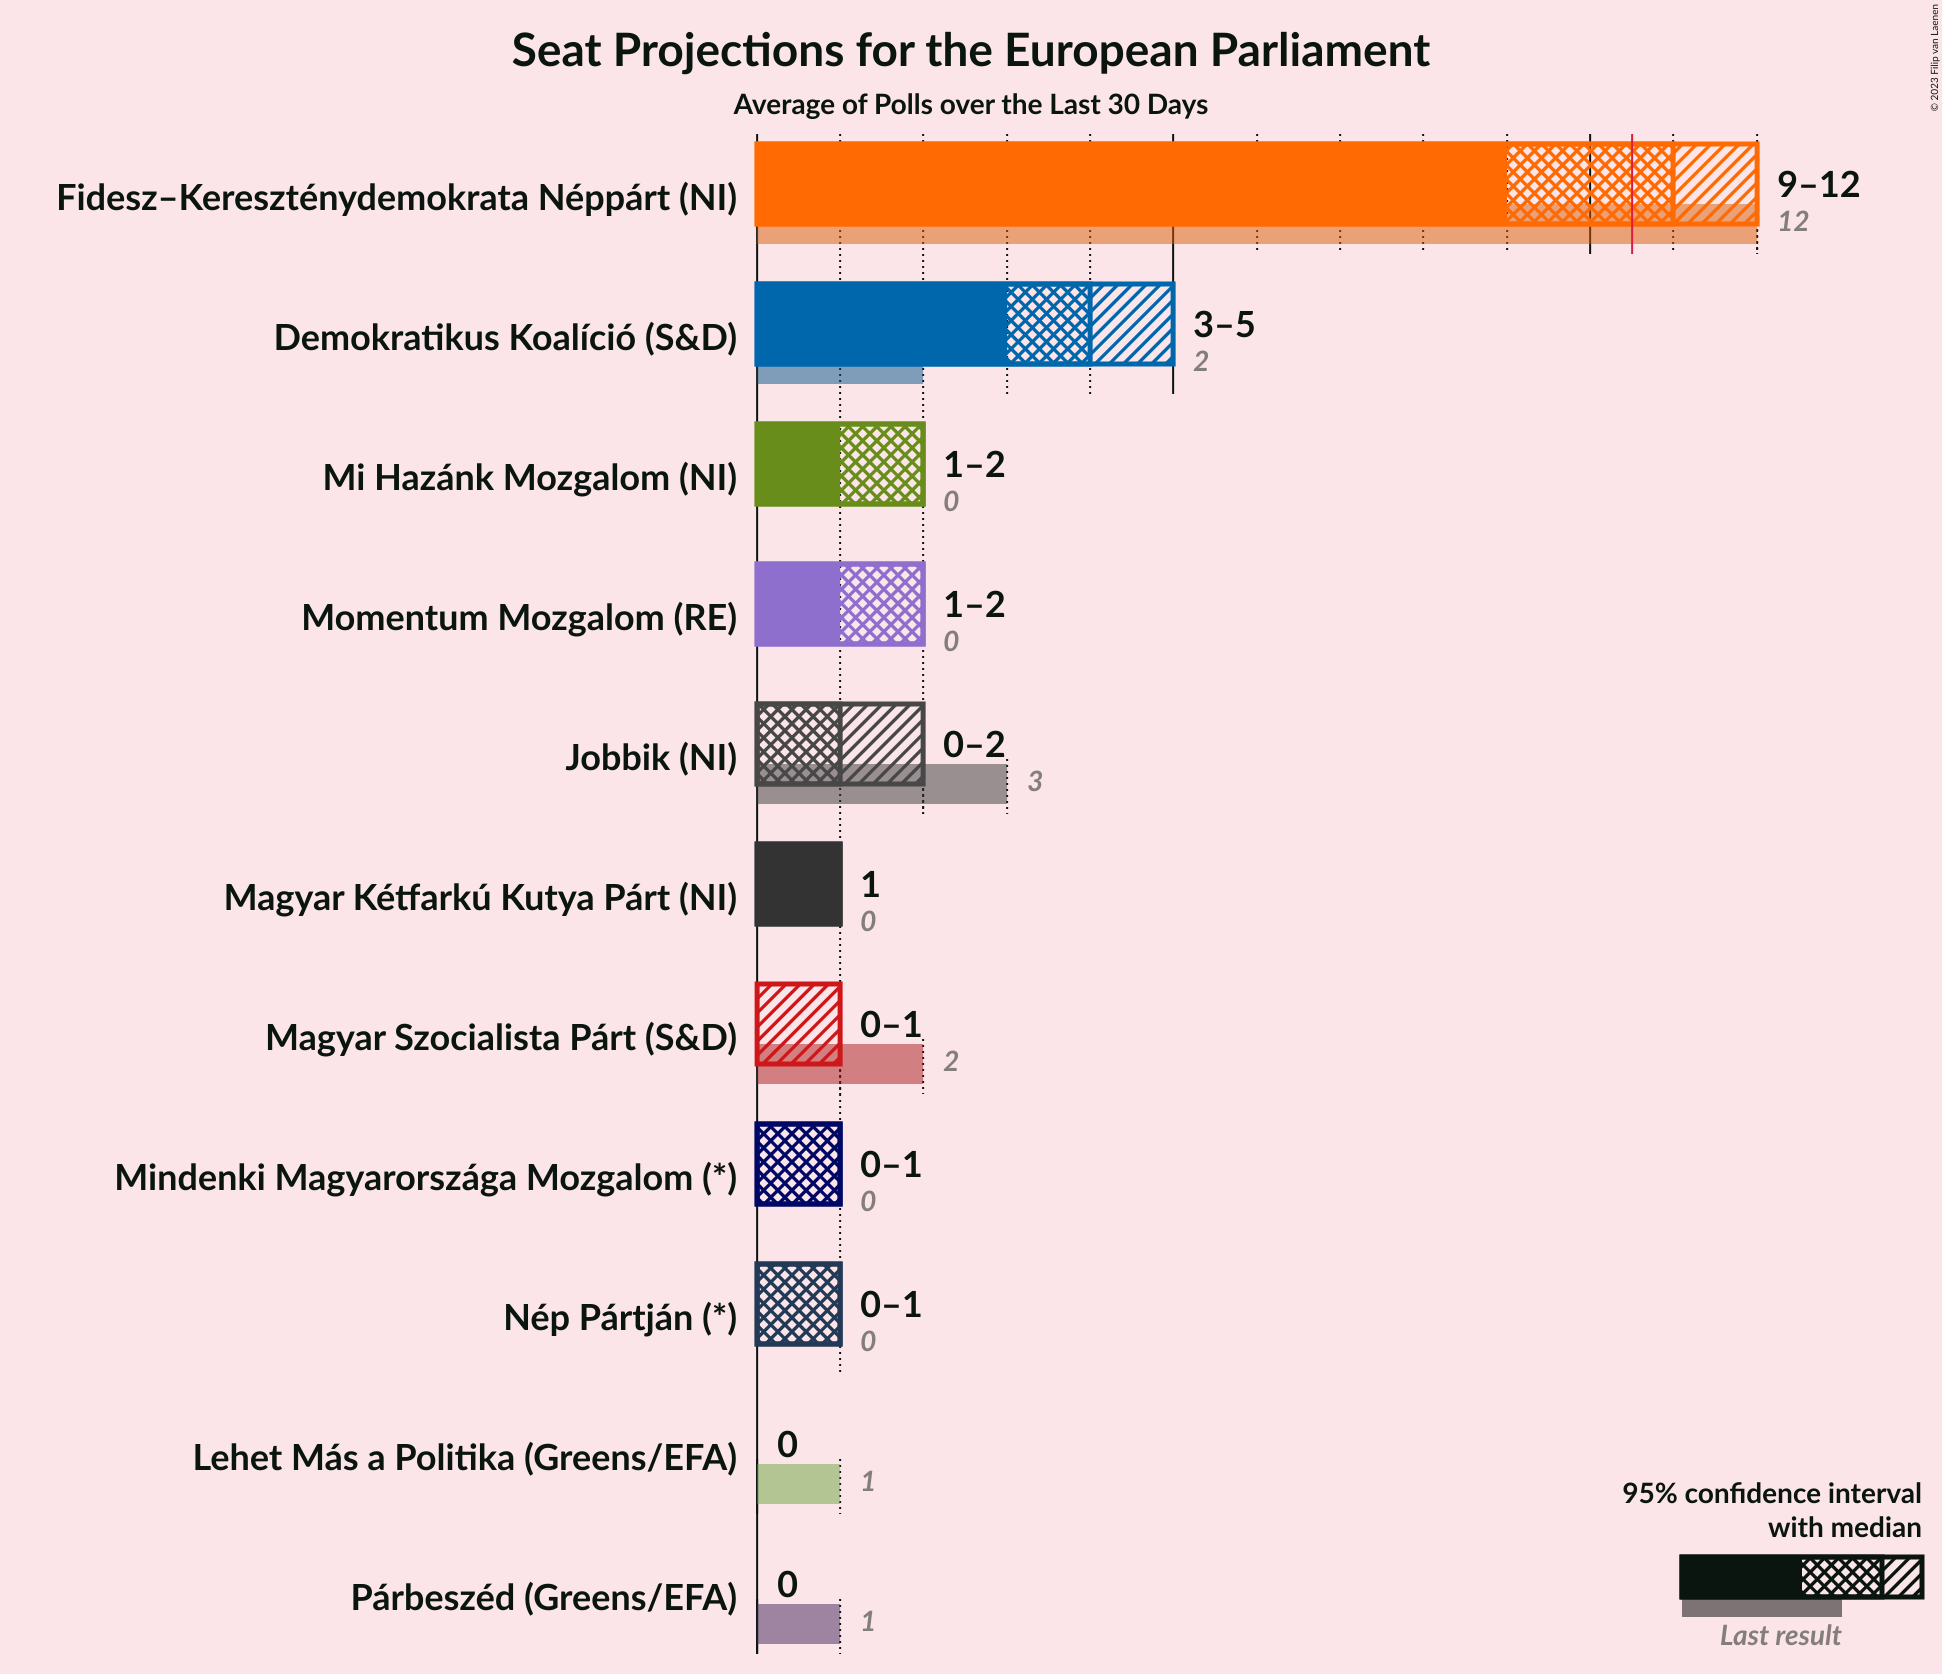 Seat Projections for the European Parliament
Average of Polls over the Last 30 Days
© 2023 Filip van Laenen
Fidesz–Kereszténydemokrata Néppárt (NI)
9–12
12
Demokratikus Koalíció (S&D)
3–5
2
Mi Hazánk Mozgalom (NI)
1–2
0
Momentum Mozgalom (RE)
1–2
0
Jobbik (NI)
0–2
3
Magyar Kétfarkú Kutya Párt (NI)
1
0
Magyar Szocialista Párt (S&D)
0–1
2
Mindenki Magyarországa Mozgalom (*)
0–1
0
Nép Pártján (*)
0–1
0
Lehet Más a Politika (Greens/EFA)
0
1
Párbeszéd (Greens/EFA)
0
1
95% confidence interval
with median
Last result